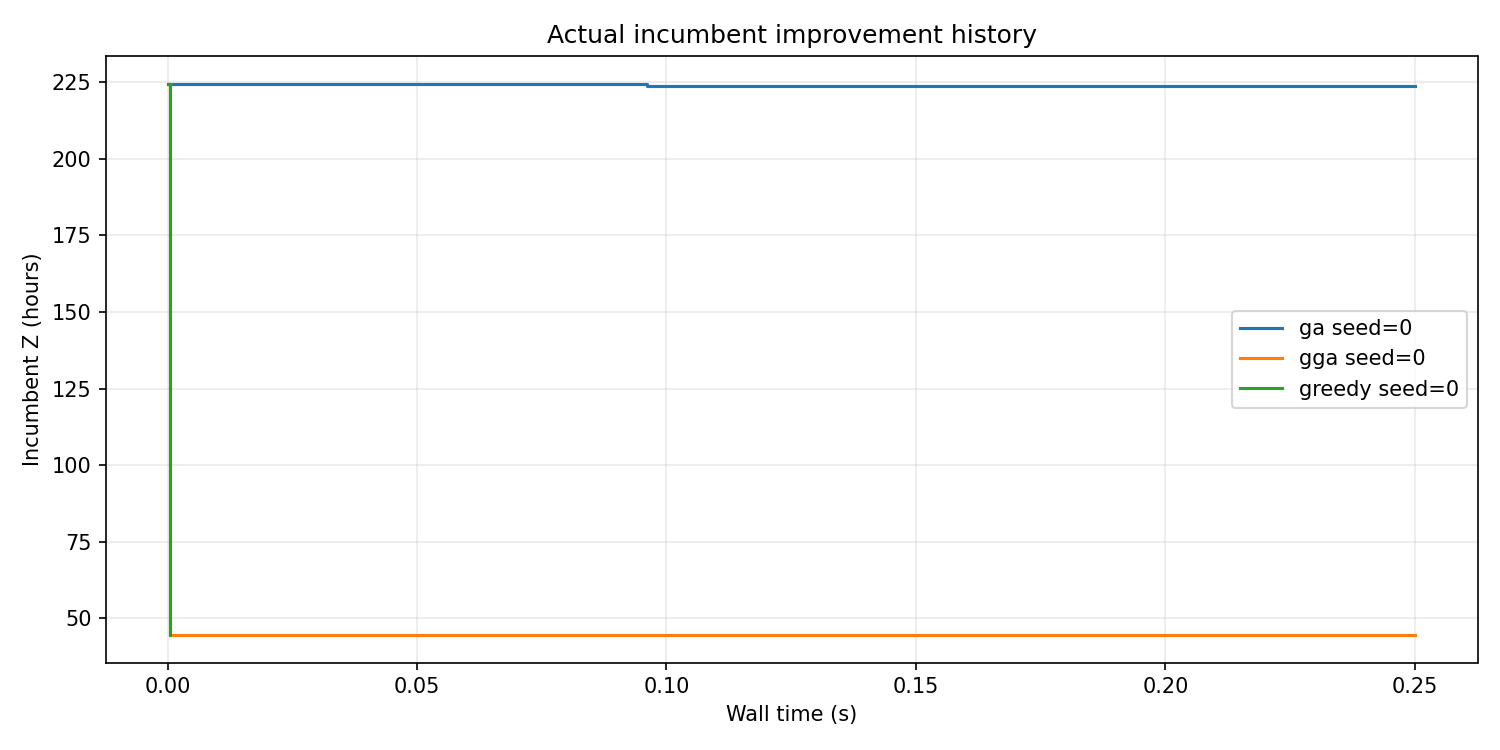 Actual incumbent improvement history
Incumbent Z (hours)
225
200
175
150
125
100
75
50
ga seed=0
gga seed=0
greedy seed=0
0.00 0.05 0.10 0.15 0.20 0.25
Wall time (s)